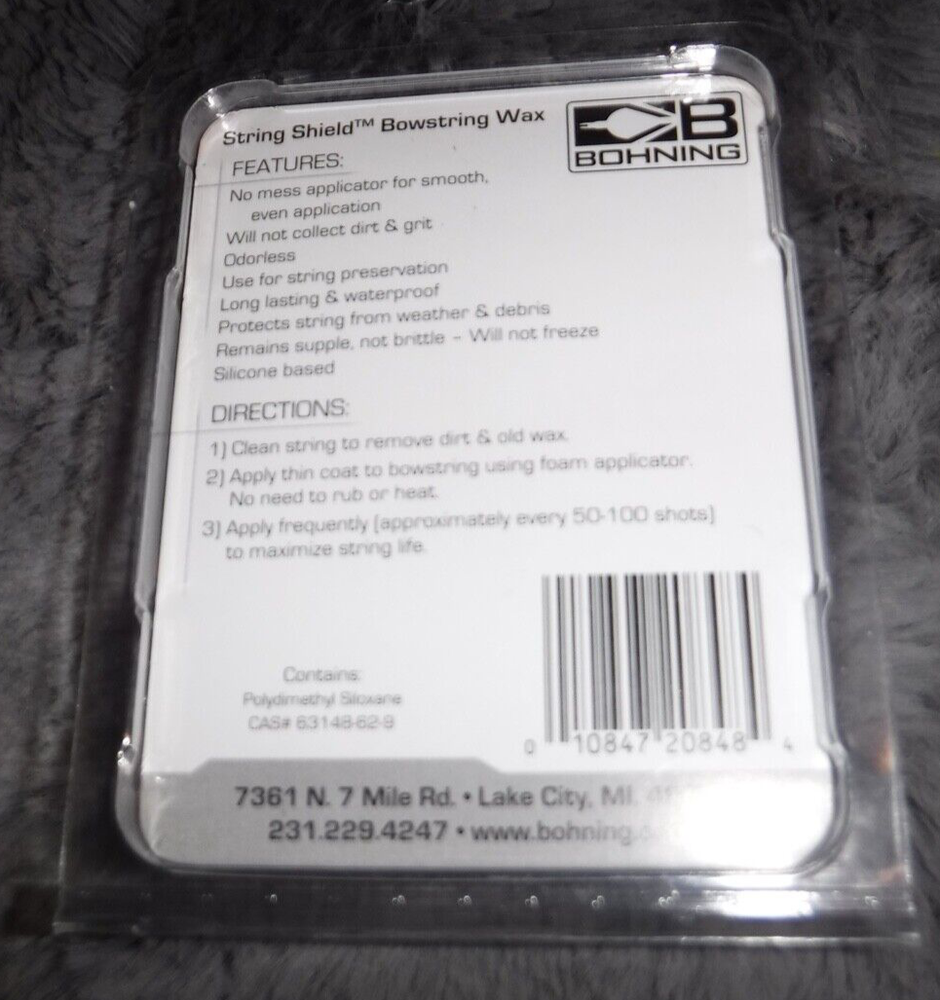 String Shield™ Bowstring Wax
CB
BOHNING
FEATURES:
No mess applicator for smooth,
even application
Will not collect dirt & grit
Odorless
Use for string preservation
Long lasting & waterproof
Protects string from weather & debris
Remains supple, not brittle – Will not freeze
Silicone based
DIRECTIONS:
1) Clean string to remove dirt & old wax.
2) Apply thin coat to bowstring using foam applicator.
No need to rub or heat.
3) Apply frequently (approximately every 50-100 shots)
to maximize string life.
Contains:
Polydimethyl Siloxane
CAS# 63148-62-9
0 10847 20848 4
7361 N. 7 Mile Rd. • Lake City, MI.
231.229.4247 • www.bohning.